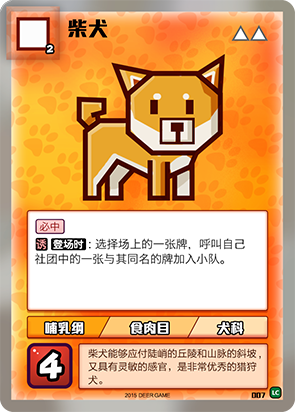 2
柴犬
必中
诱 登场时：选择场上的一张牌，呼叫自己
社团中的一张与其同名的牌加入小队。
哺乳纲 食肉目 犬科
4
柴犬能够应付陡峭的丘陵和山脉的斜坡，
又具有灵敏的感官，是非常优秀的猎狩
犬。
2015 DEER GAME 007 LC